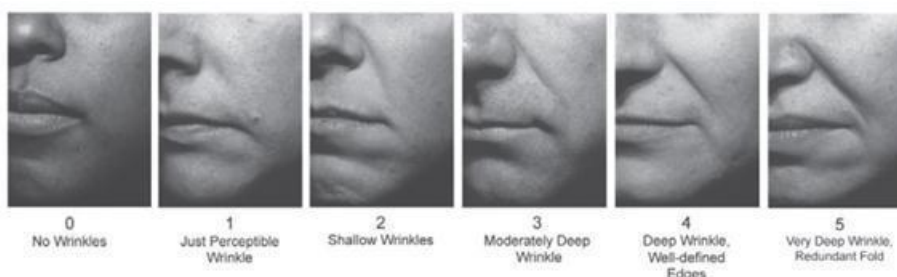 0
No Wrinkles
1
Just Perceptible
Wrinkle
2
Shallow Wrinkles
3
Moderately Deep
Wrinkle
4
Deep Wrinkle,
Well-defined
Edges
5
Very Deep Wrinkle,
Redundant Fold